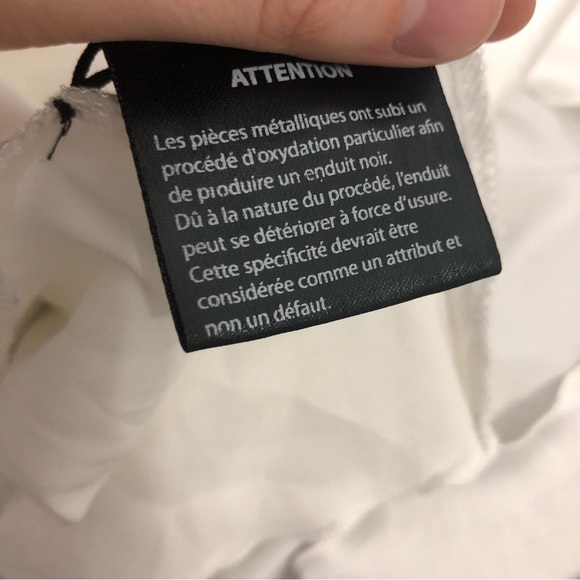 ATTENTION
Les pièces métalliques ont subi un
procédé d'oxydation particulier afin
de produire un enduit noir.
Dû à la nature du procédé, l'enduit
peut se détériorer à force d'usure.
Cette spécificité devrait être
considérée comme un attribut et
non un défaut.